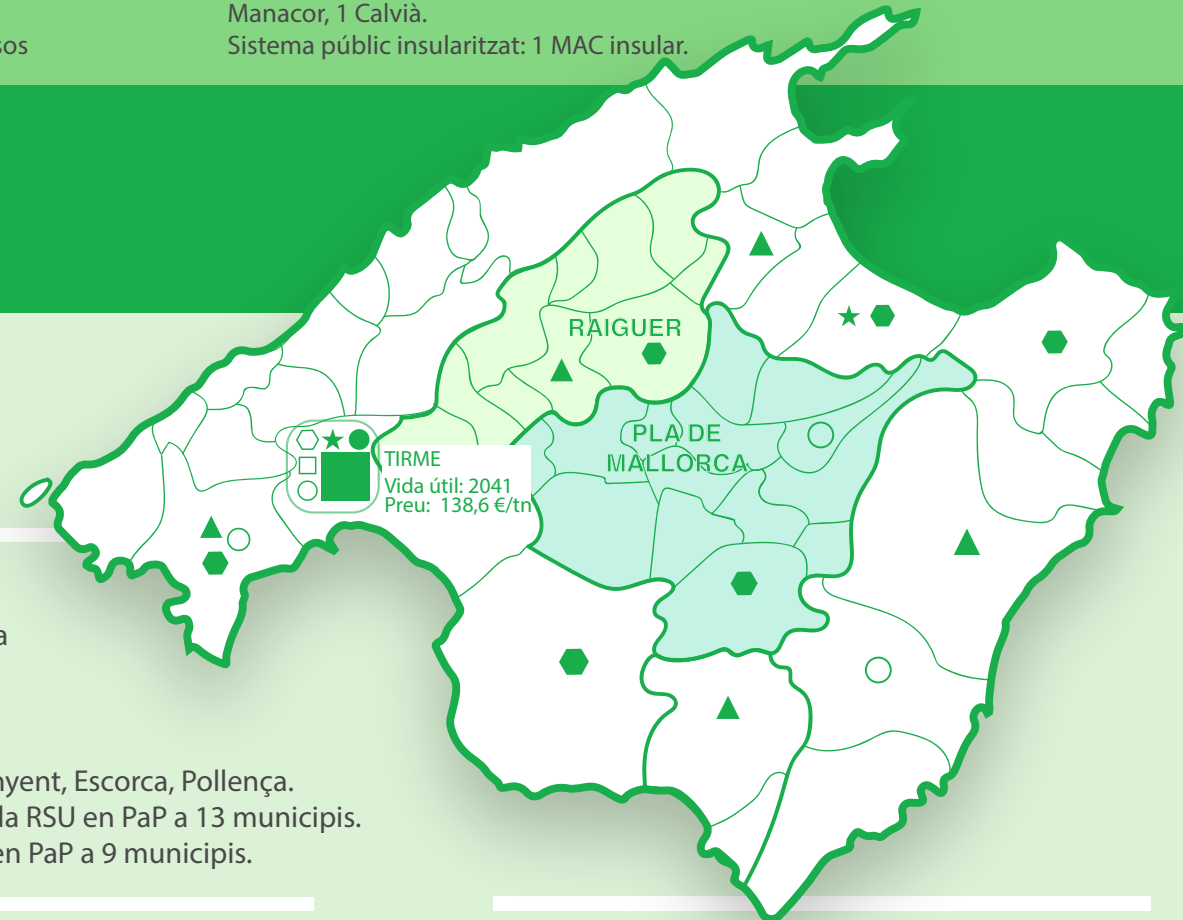 Manacor, 1 Calvià.
sos
Sistema públic insularitzat: 1 MAC insular.
RAIGUER
PLA DE
MALLORCA
TIRME
Vida útil: 2041
Preu: 138,6 €/tn
a
nyent, Escorca, Pollença.
da RSU en PaP a 13 municipis.
en PaP a 9 municipis.